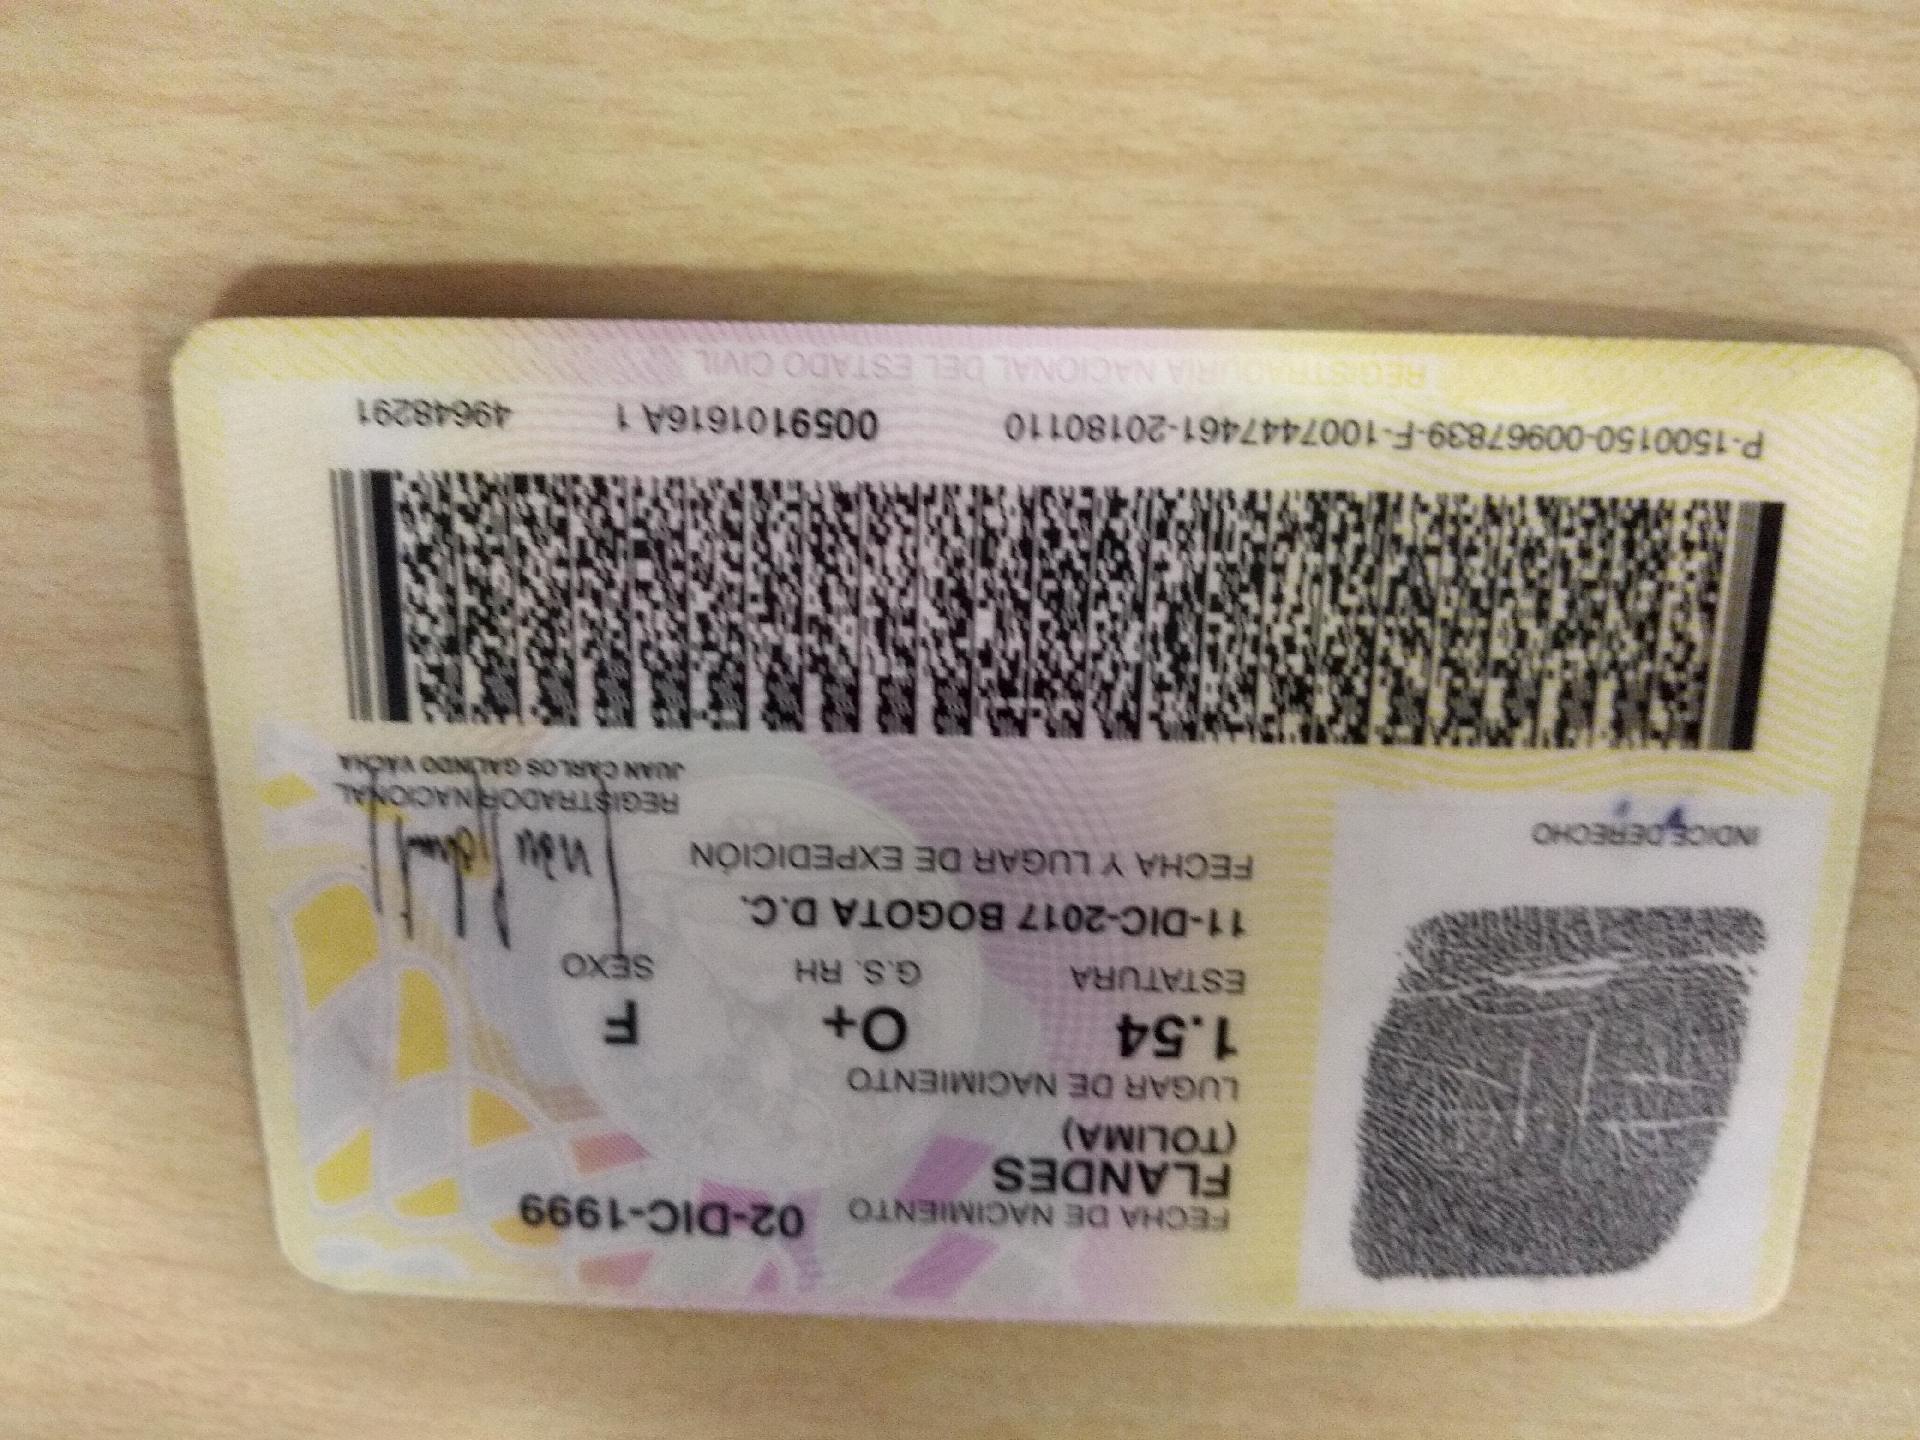 FECHA DE NACIMIENTO 02-DIC-1999
FLANDES
(TOLIMA)
LUGAR DE NACIMIENTO
1.54 O+ F
ESTATURA G.S. RH SEXO
11-DIC-2017 BOGOTA D.C.
FECHA Y LUGAR DE EXPEDICIÓN
REGISTRADOR NACIONAL
JUAN CARLOS GALINDO VACHA
INDICE DERECHO
P-1500150-00967839-F-1007447461-20180110 0059101616A 1 49648291
REGISTRADURIA NACIONAL DEL ESTADO CIVIL